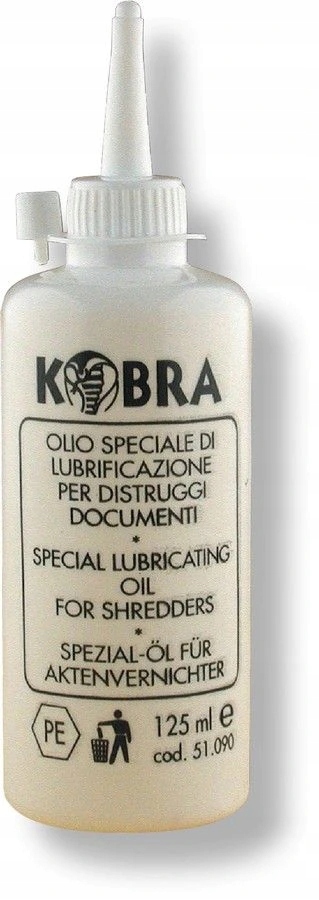 KOBRA
OLIO SPECIALE DI
LUBRIFICAZIONE
PER DISTRUGGI
DOCUMENTI
*
SPECIAL LUBRICATING
OIL
FOR SHREDDERS
*
SPEZIAL-ÖL FÜR
AKTENVERNICHTER
PE
125 ml e
cod. 51.090